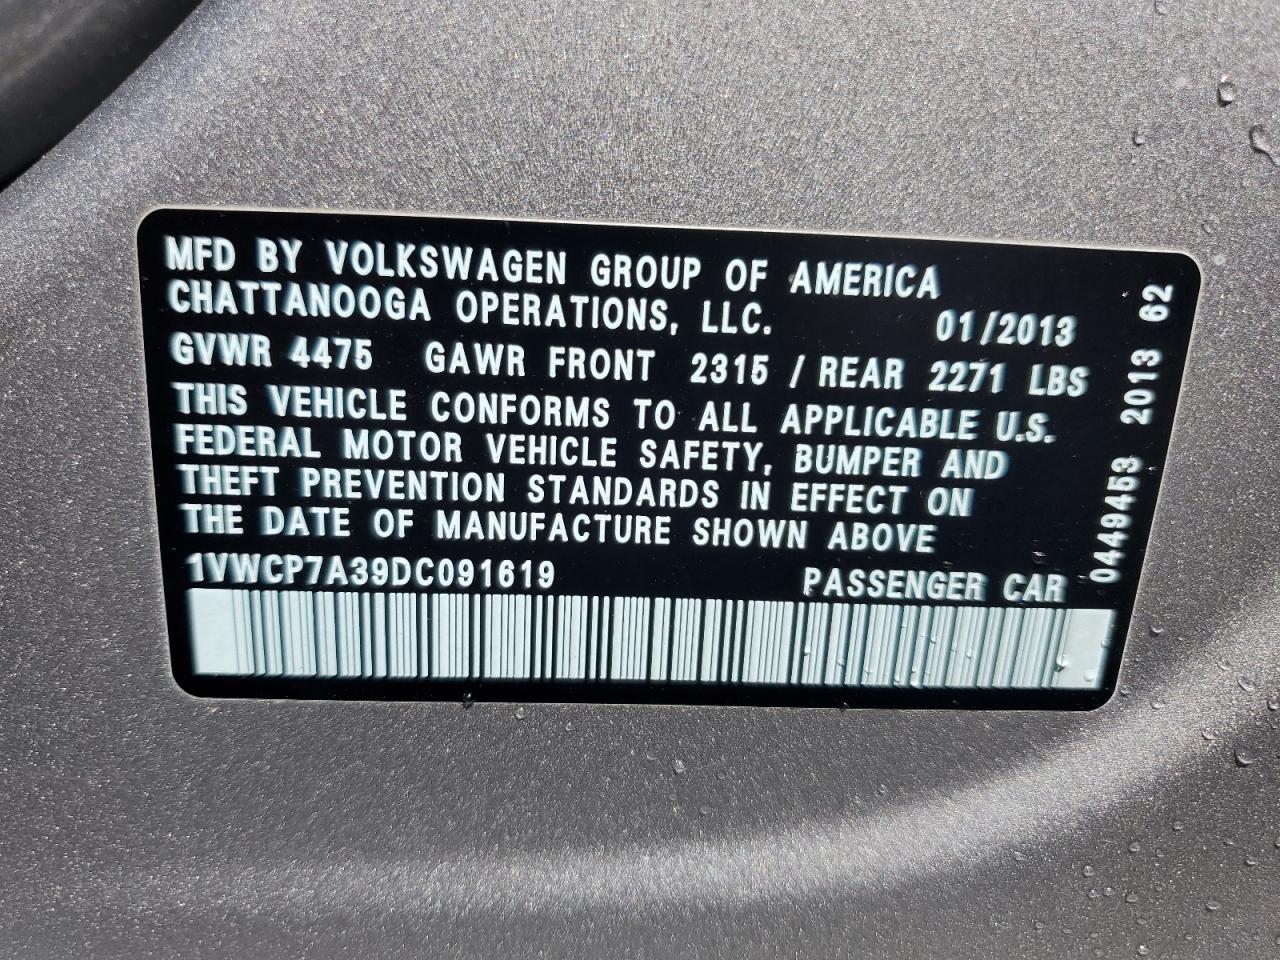 MFD BY VOLKSWAGEN GROUP OF AMERICA
CHATTANOOGA OPERATIONS, LLC. 01/2013
GVWR 4475 GAWR FRONT 2315 / REAR 2271 LBS
THIS VEHICLE CONFORMS TO ALL APPLICABLE U.S.
FEDERAL MOTOR VEHICLE SAFETY, BUMPER AND
THEFT PREVENTION STANDARDS IN EFFECT ON
THE DATE OF MANUFACTURE SHOWN ABOVE
1VWCP7A39DC091619 PASSENGER CAR
0449453 2013 62